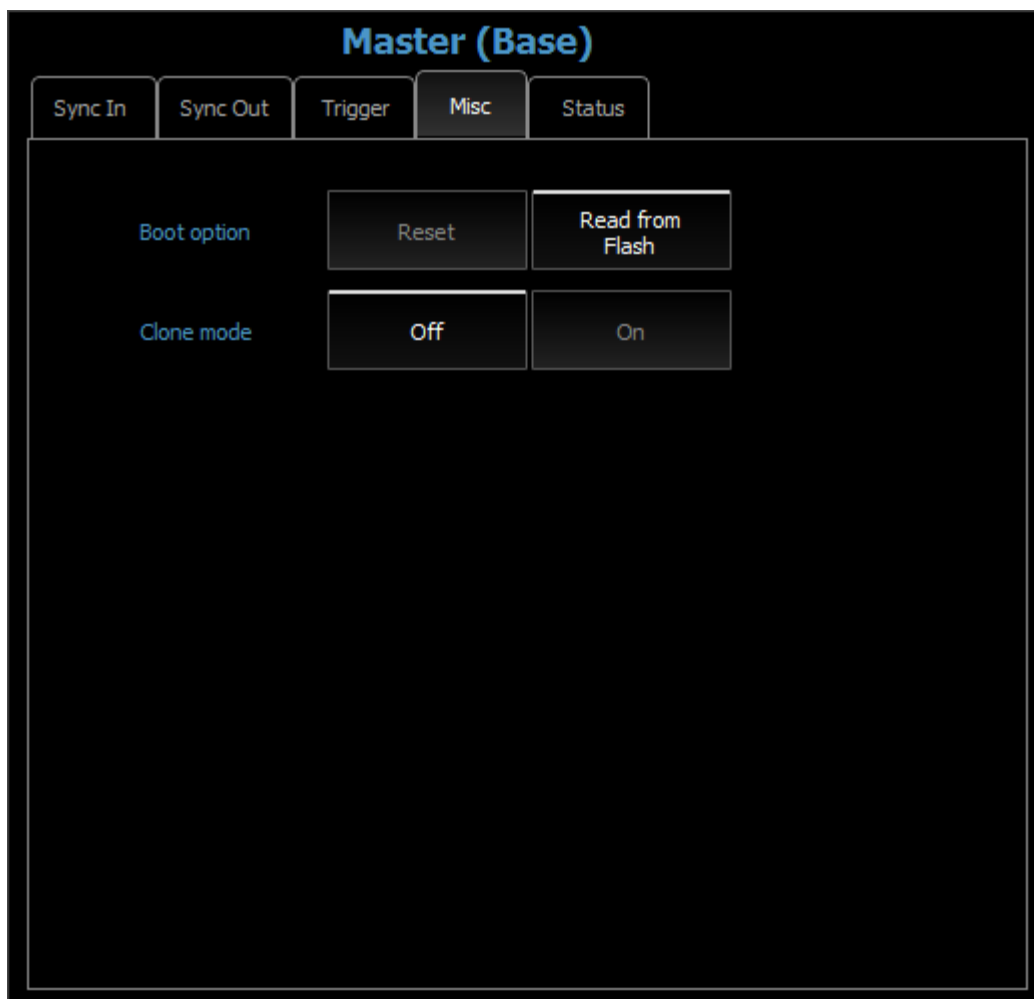 Master (Base)
Sync In Sync Out Trigger Misc Status
Boot option Reset Read from
Flash
Clone mode Off On